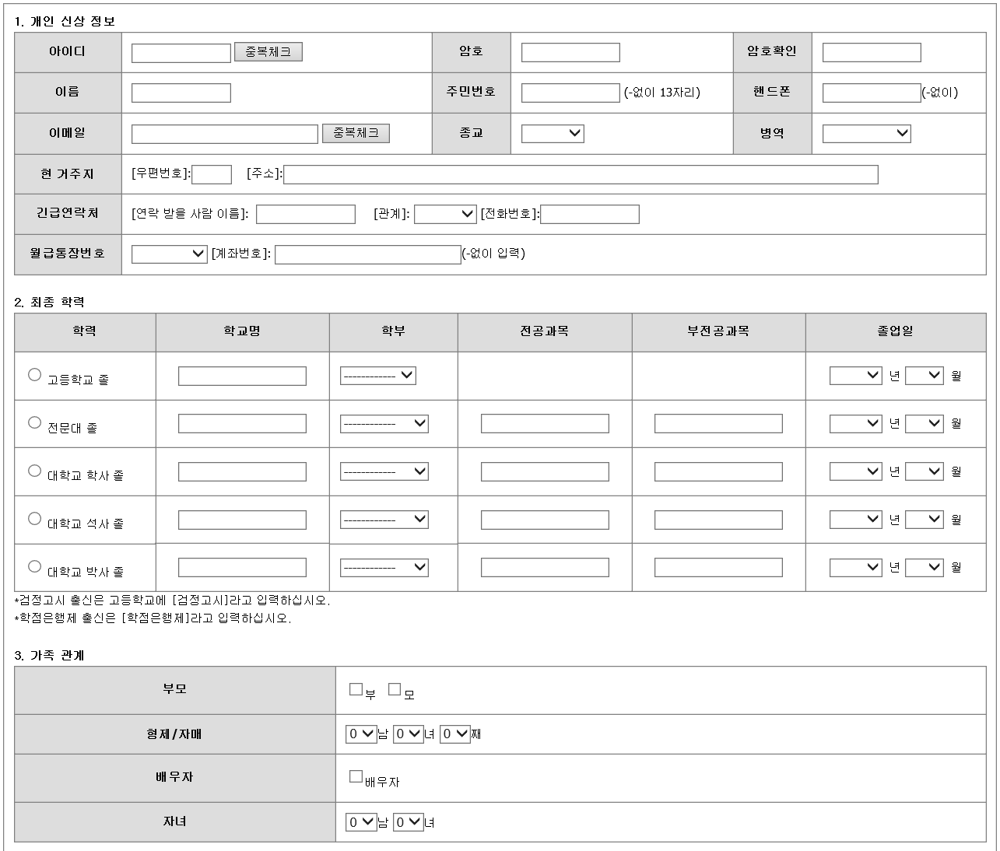 1. 개인 신상 정보
아이디 중복체크 암호 암호확인
이름 주민번호 (-없이 13자리) 핸드폰 (-없이)
이메일 중복체크 종교 병역
현 거주지 [우편번호]: [주소]:
긴급연락처 [연락 받을 사람 이름]: [관계]: [전화번호]:
월급통장번호 [계좌번호]: (-없이 입력)
2. 최종 학력
학력 학교명 학부 전공과목 부전공과목 졸업일
고등학교 졸 ------------ 년 월
전문대 졸 ------------ 년 월
대학교 학사 졸 ------------ 년 월
대학교 석사 졸 ------------ 년 월
대학교 박사 졸 ------------ 년 월
*검정고시 출신은 고등학교에 [검정고시]라고 입력하십시오.
*학점은행제 출신은 [학점은행제]라고 입력하십시오.
3. 가족 관계
부모 부 모
형제/자매 0 남 0 녀 0 째
배우자 배우자
자녀 0 남 0 녀